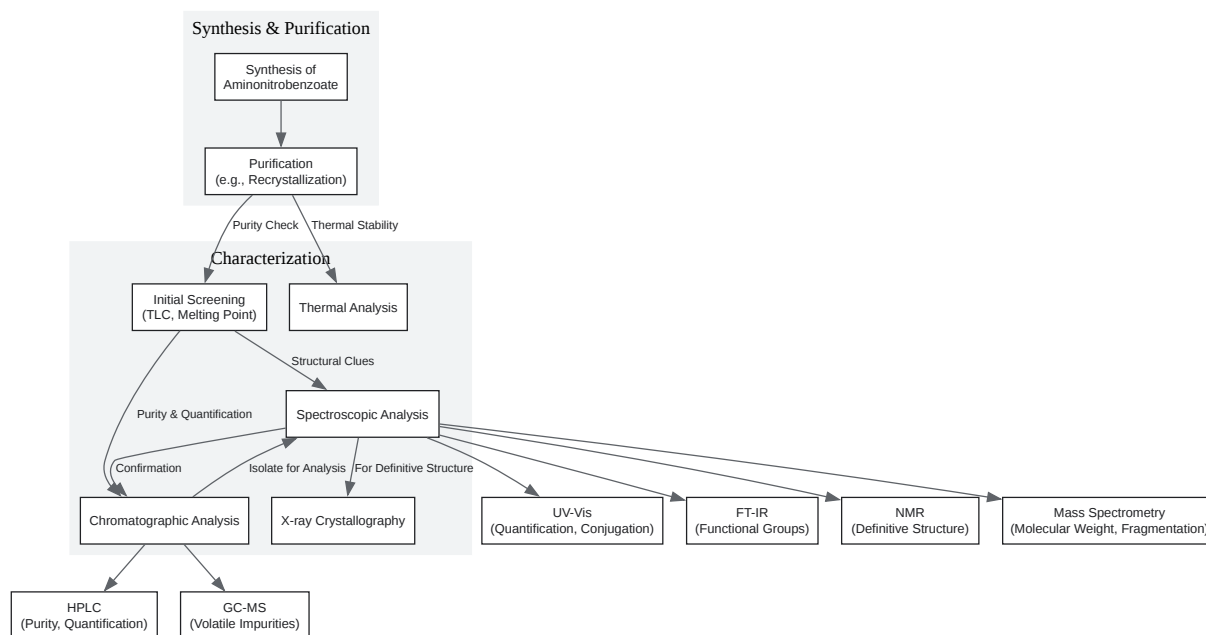 Synthesis & Purification
Synthesis of
Aminonitrobenzoate
Purification
(e.g., Recrystallization)
Purity Check
Thermal Stability
Characterization
Initial Screening
(TLC, Melting Point)
Thermal Analysis
Structural Clues
Purity & Quantification
Spectroscopic Analysis
Confirmation
Isolate for Analysis
For Definitive Structure
Chromatographic Analysis
X-ray Crystallography
UV-Vis
(Quantification, Conjugation)
FT-IR
(Functional Groups)
NMR
(Definitive Structure)
Mass Spectrometry
(Molecular Weight, Fragmentation)
HPLC
(Purity, Quantification)
GC-MS
(Volatile Impurities)